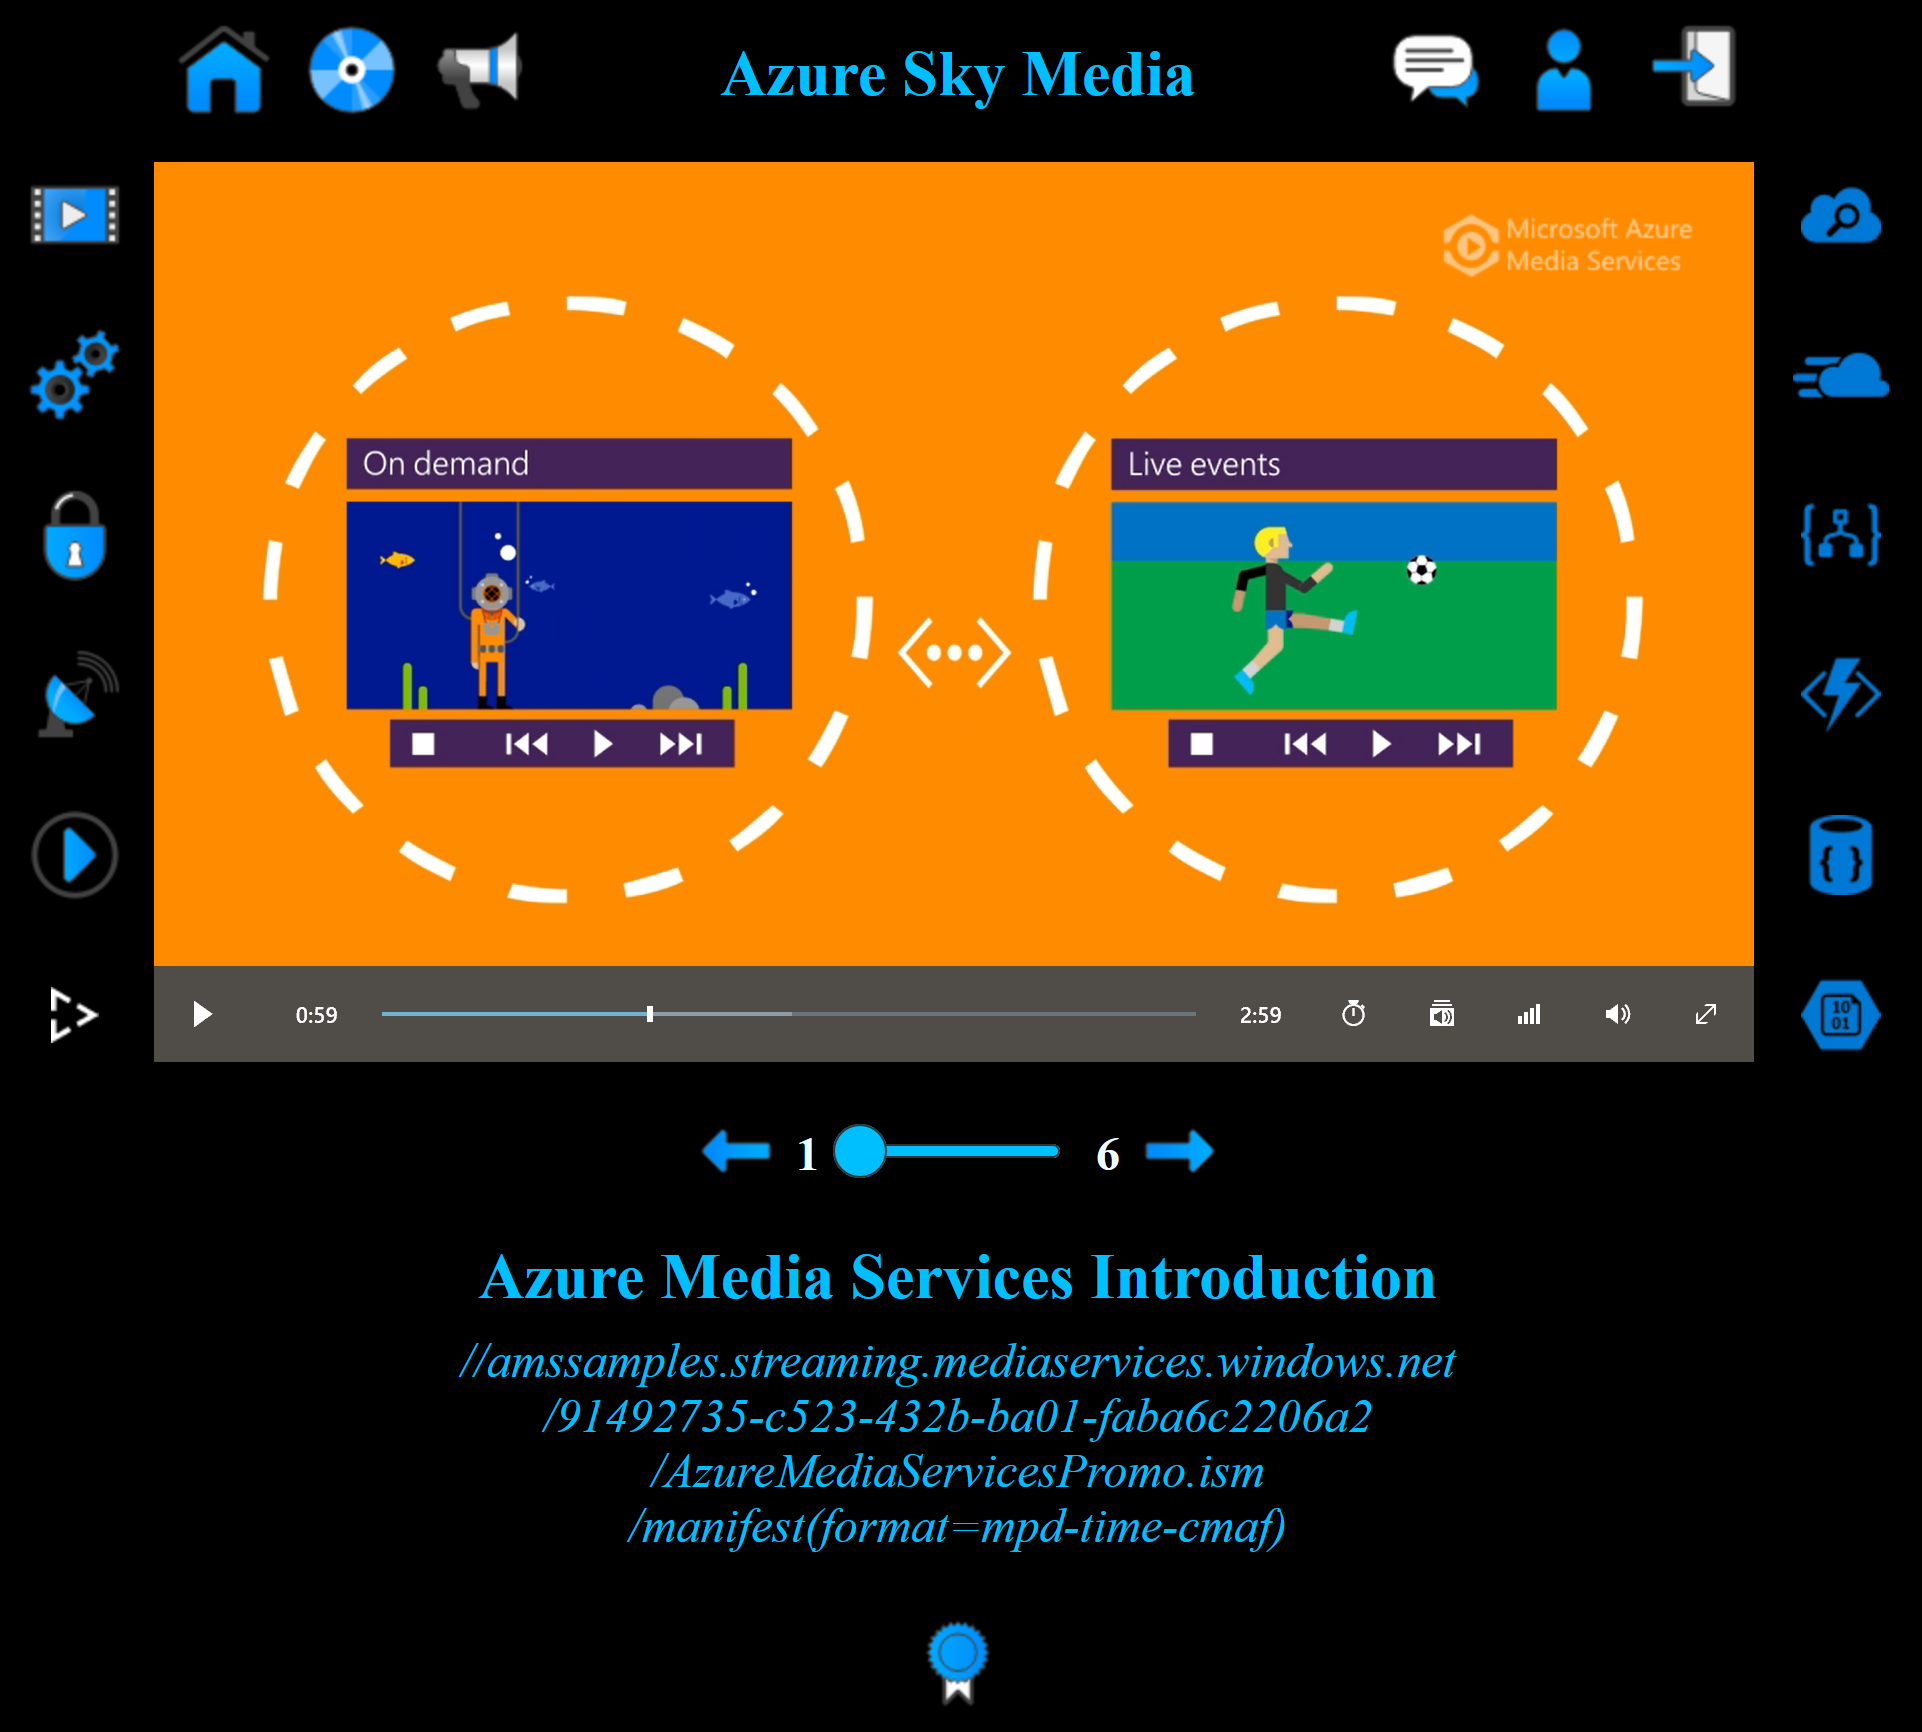 Azure Sky Media
Microsoft Azure
Media Services
On demand
Live events
0:59
2:59
10
01
1
6
Azure Media Services Introduction
//amssamples.streaming.mediaservices.windows.net
/91492735-c523-432b-ba01-faba6c2206a2
/AzureMediaServicesPromo.ism
/manifest(format=mpd-time-cmaf)